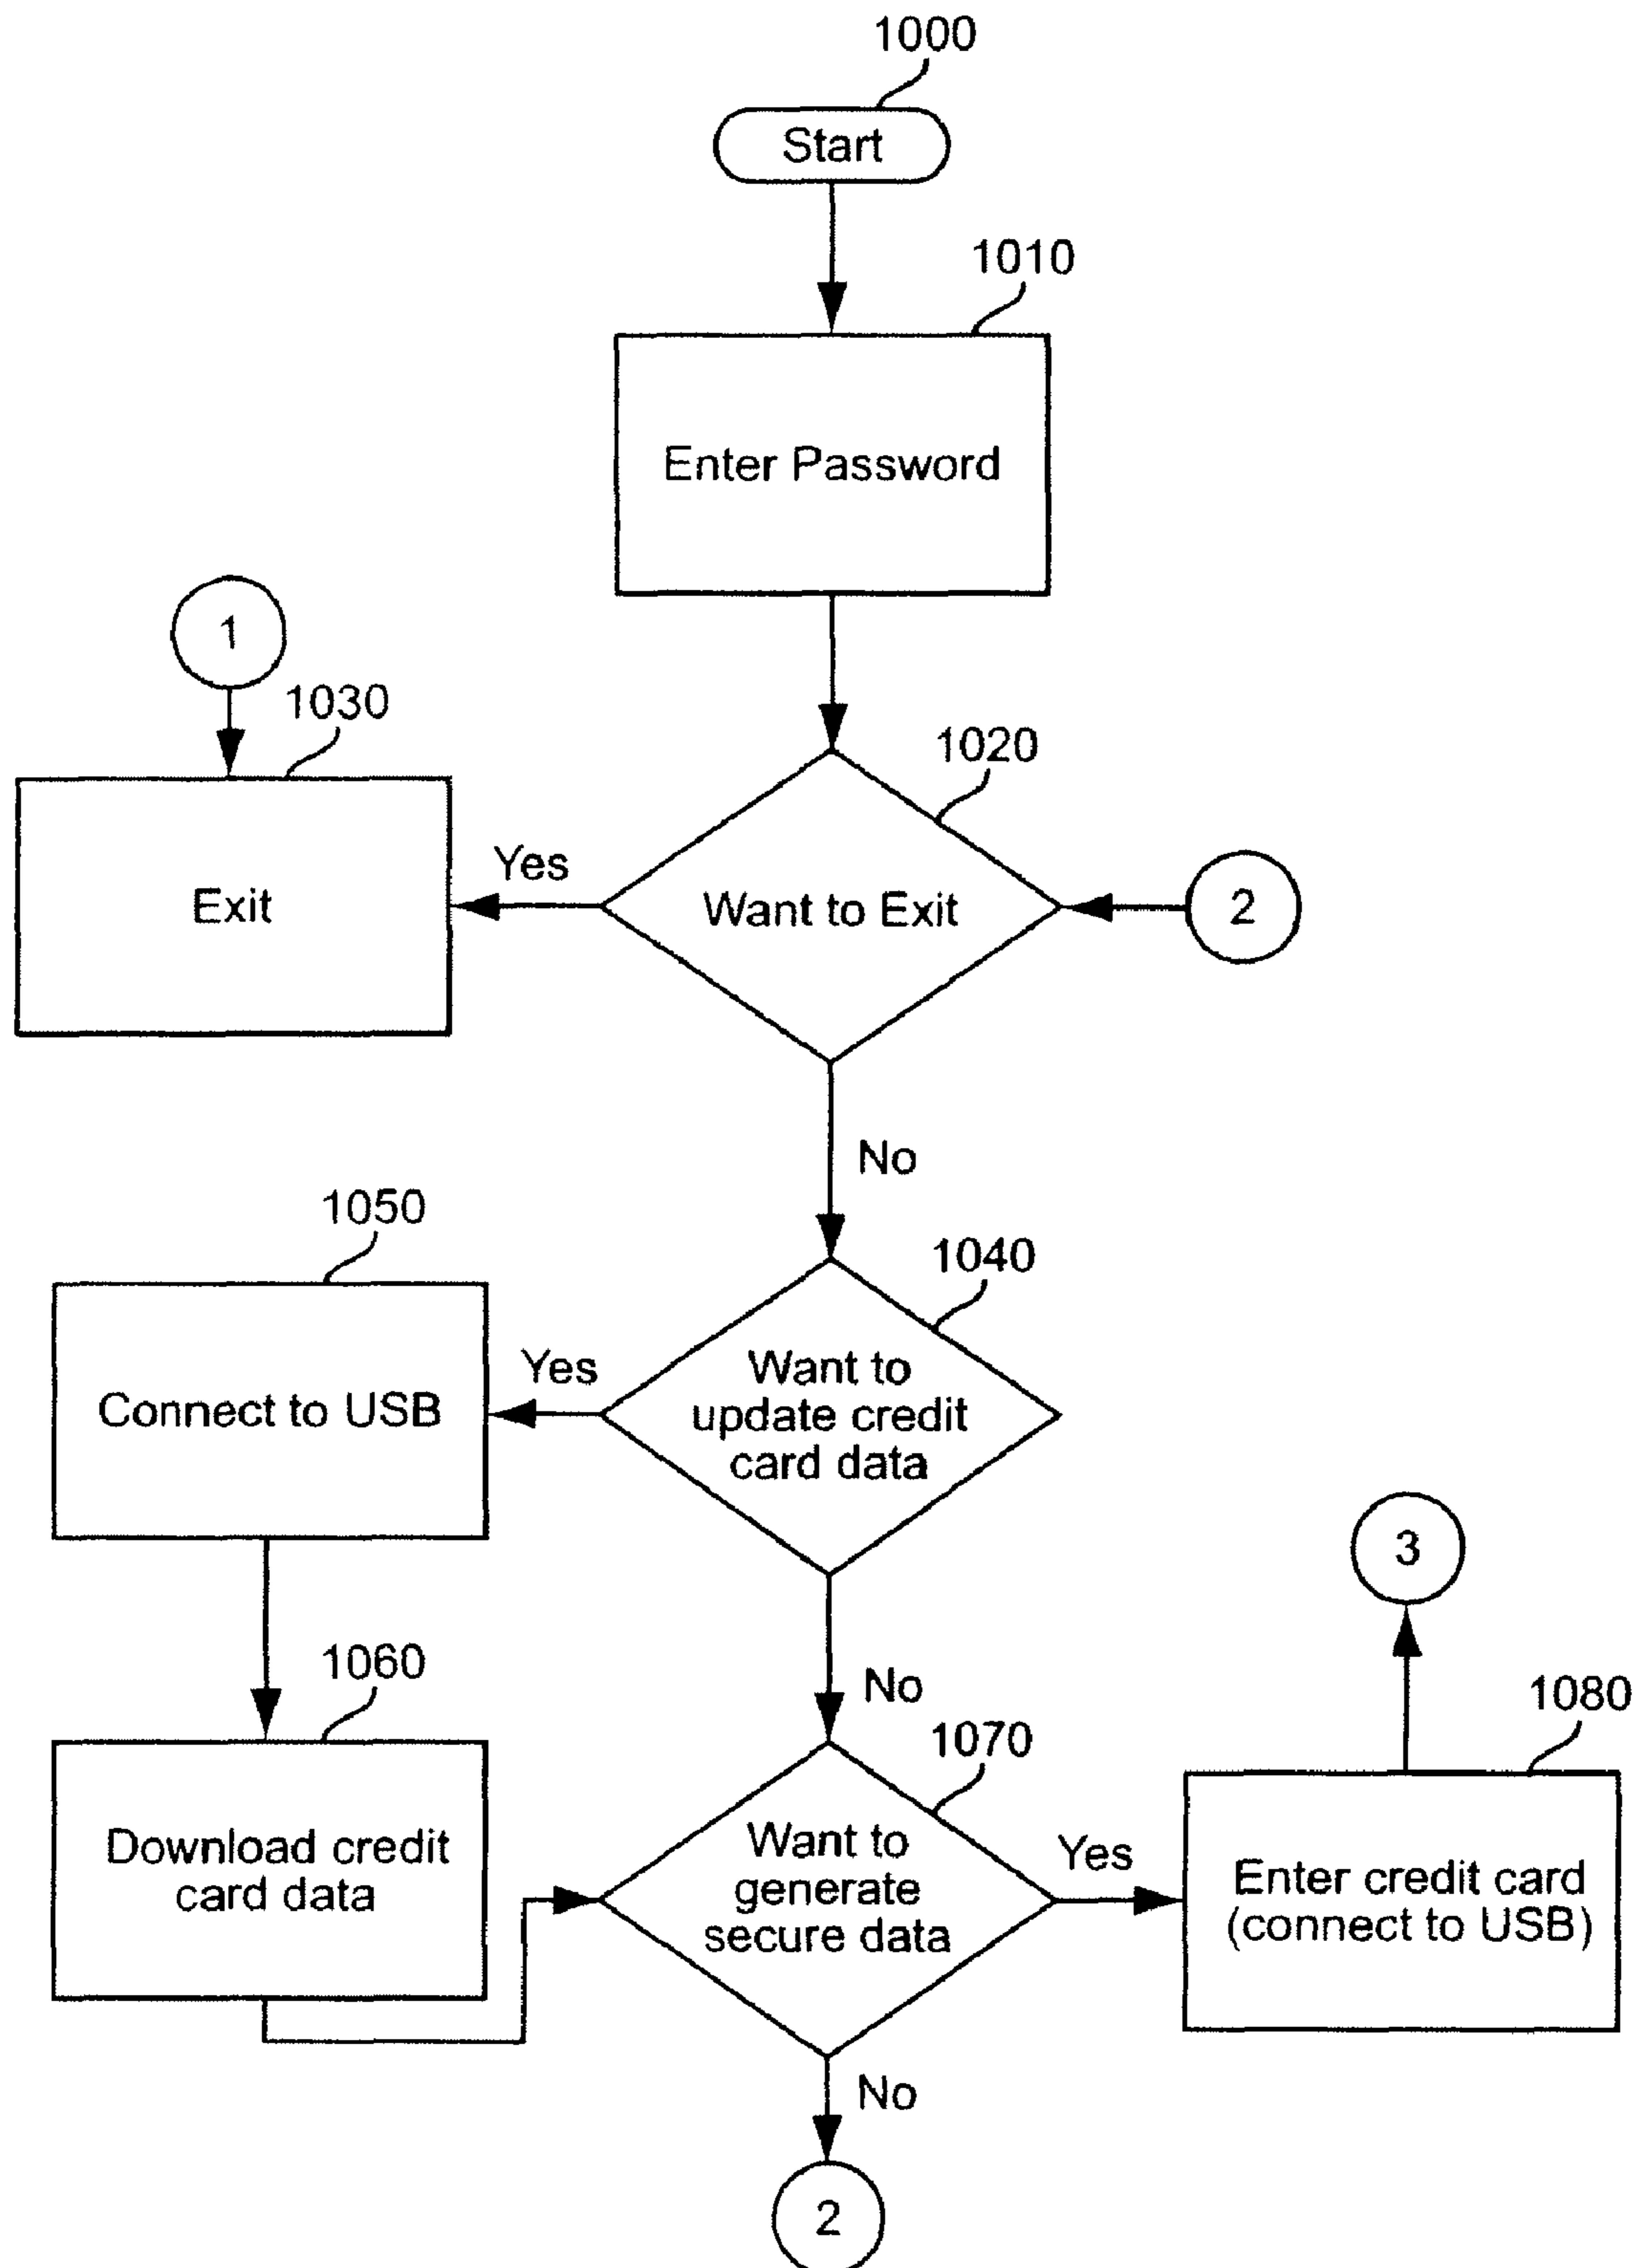 1000
Start
1010
Enter Password
1
1030
Exit
Yes
1020
Want to Exit
2
No
1050
Connect to USB
Yes
1040
Want to
update credit
card data
3
No
1060
Download credit
card data
1070
Want to
generate
secure data
Yes
1080
Enter credit card
(connect to USB)
No
2